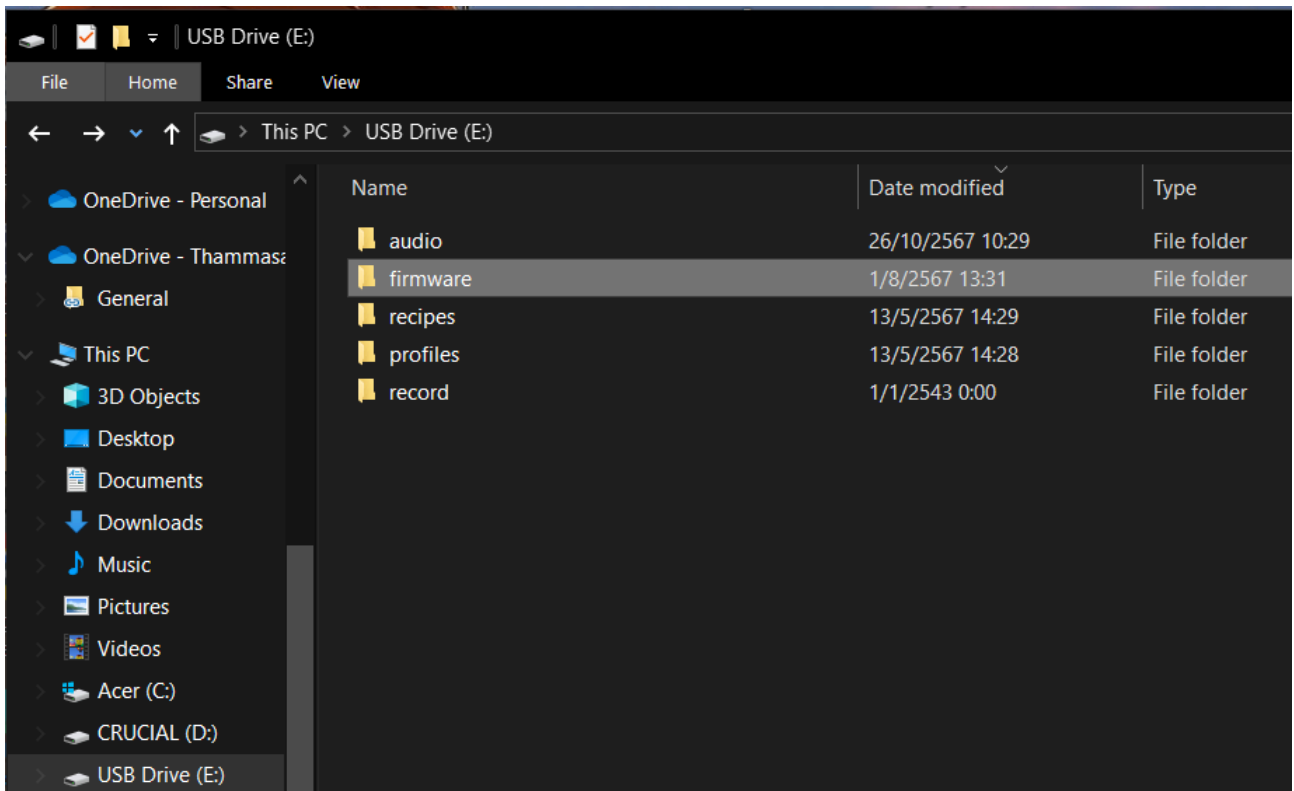 USB Drive (E:)
File Home Share View
This PC > USB Drive (E:)
Name Date modified Type
OneDrive - Personal
OneDrive - Thammasa
General
This PC
3D Objects
Desktop
Documents
Downloads
Music
Pictures
Videos
Acer (C:)
CRUCIAL (D:)
USB Drive (E:)
audio 26/10/2567 10:29 File folder
firmware 1/8/2567 13:31 File folder
recipes 13/5/2567 14:29 File folder
profiles 13/5/2567 14:28 File folder
record 1/1/2543 0:00 File folder